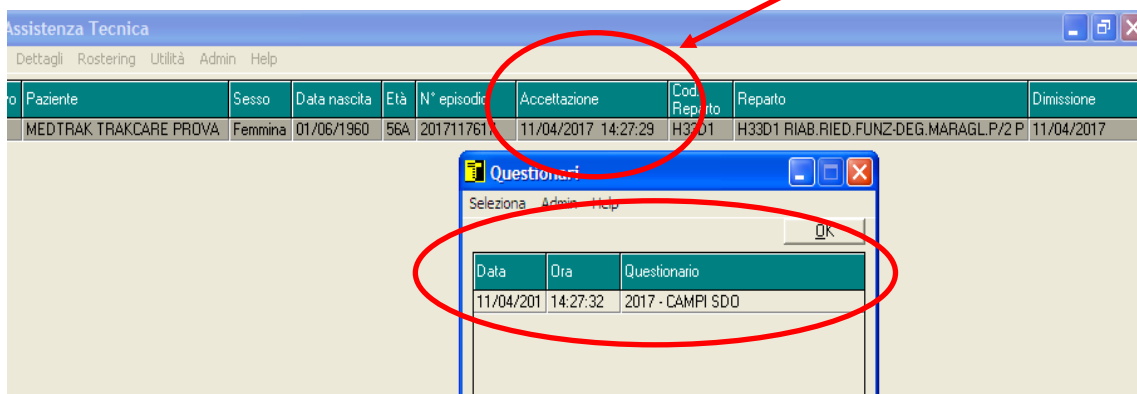 Assistenza Tecnica
Dettagli Rostering Utilità Admin Help
vo Paziente Sesso Data nascita Età N° episodio Accettazione Cod. Reparto Reparto Dimissione
MEDTRAK TRAKCARE PROVA Femmina 01/06/1960 56A 2017117617 11/04/2017 14:27:29 H33D1 H33D1 RIAB.RIED.FUNZ-DEG.MARAGL.P/2 P 11/04/2017
Questionari
Seleziona Admin Help
OK
Data Ora Questionario
11/04/201 14:27:32 2017 - CAMPI SDO